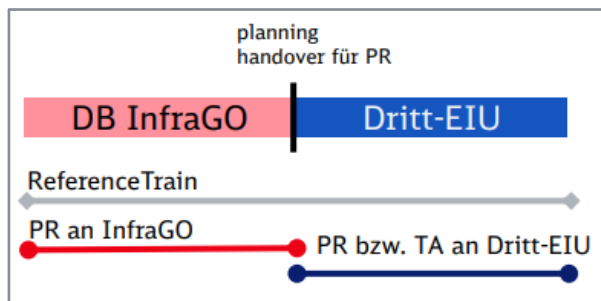 planning
handover für PR
DB InfraGO
Dritt-EIU
ReferenceTrain
PR an InfraGO
PR bzw. TA an Dritt-EIU